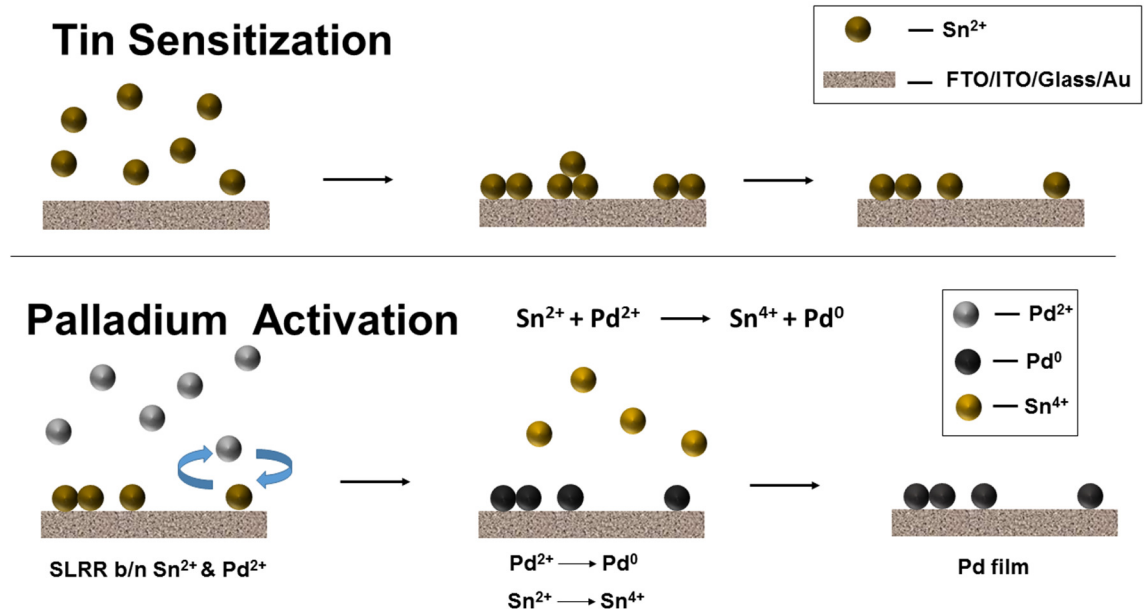 Tin Sensitization
— Sn²⁺
— FTO/ITO/Glass/Au
Palladium Activation
Sn²⁺ + Pd²⁺ ⟶ Sn⁴⁺ + Pd⁰
— Pd²⁺
— Pd⁰
— Sn⁴⁺
SLRR b/n Sn²⁺ & Pd²⁺
Pd²⁺ ⟶ Pd⁰
Sn²⁺ ⟶ Sn⁴⁺
Pd film